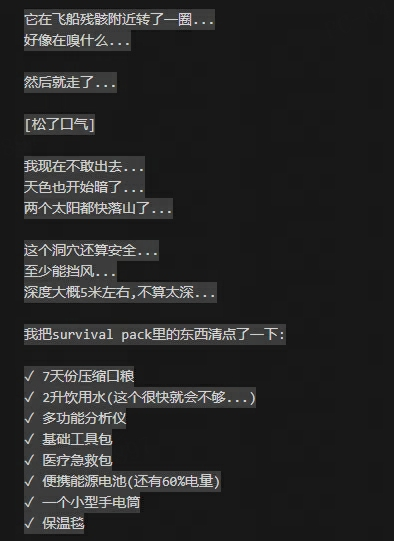 它在飞船残骸附近转了一圈...
好像在嗅什么...
然后就走了...
[松了口气]
我现在不敢出去...
天色也开始暗了...
两个太阳都快落山了...
这个洞穴还算安全...
至少能挡风...
深度大概5米左右,不算太深...
我把survival pack里的东西清点了一下:
✓ 7天份压缩口粮
✓ 2升饮用水(这个很快就会不够...)
✓ 多功能分析仪
✓ 基础工具包
✓ 医疗急救包
✓ 便携能源电池(还有60%电量)
✓ 一个小型手电筒
✓ 保温毯